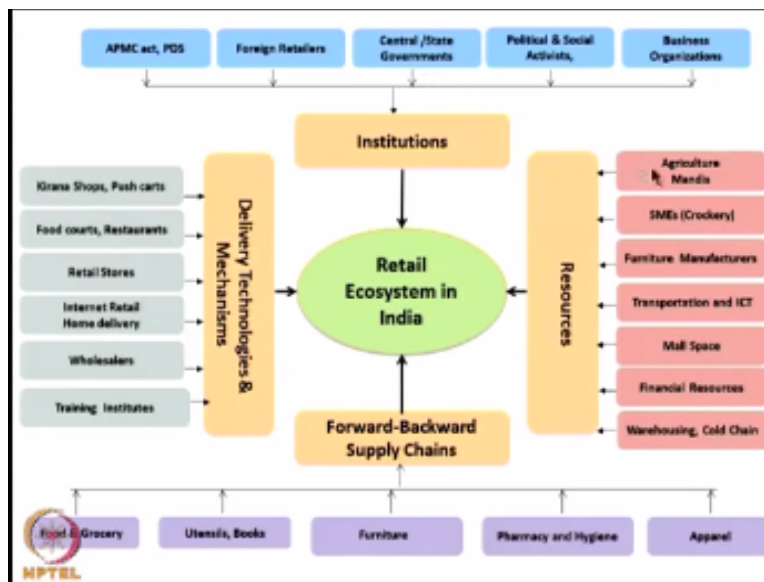 APMC act, PDS
Foreign Retailers
Central /State
Governments
Political & Social
Activists,
Business
Organizations
Institutions
Kirana Shops, Push carts
Food courts, Restaurants
Retail Stores
Internet Retail
Home delivery
Wholesalers
Training Institutes
Delivery Technologies &
Mechanisms
Retail
Ecosystem in
India
Resources
Agriculture
Mandis
SMEs (Crockery)
Furniture Manufacturers
Transportation and ICT
Mall Space
Financial Resources
Warehousing, Cold Chain
Forward-Backward
Supply Chains
Food & Grocery
Utensils, Books
Furniture
Pharmacy and Hygiene
Apparel
NPTEL